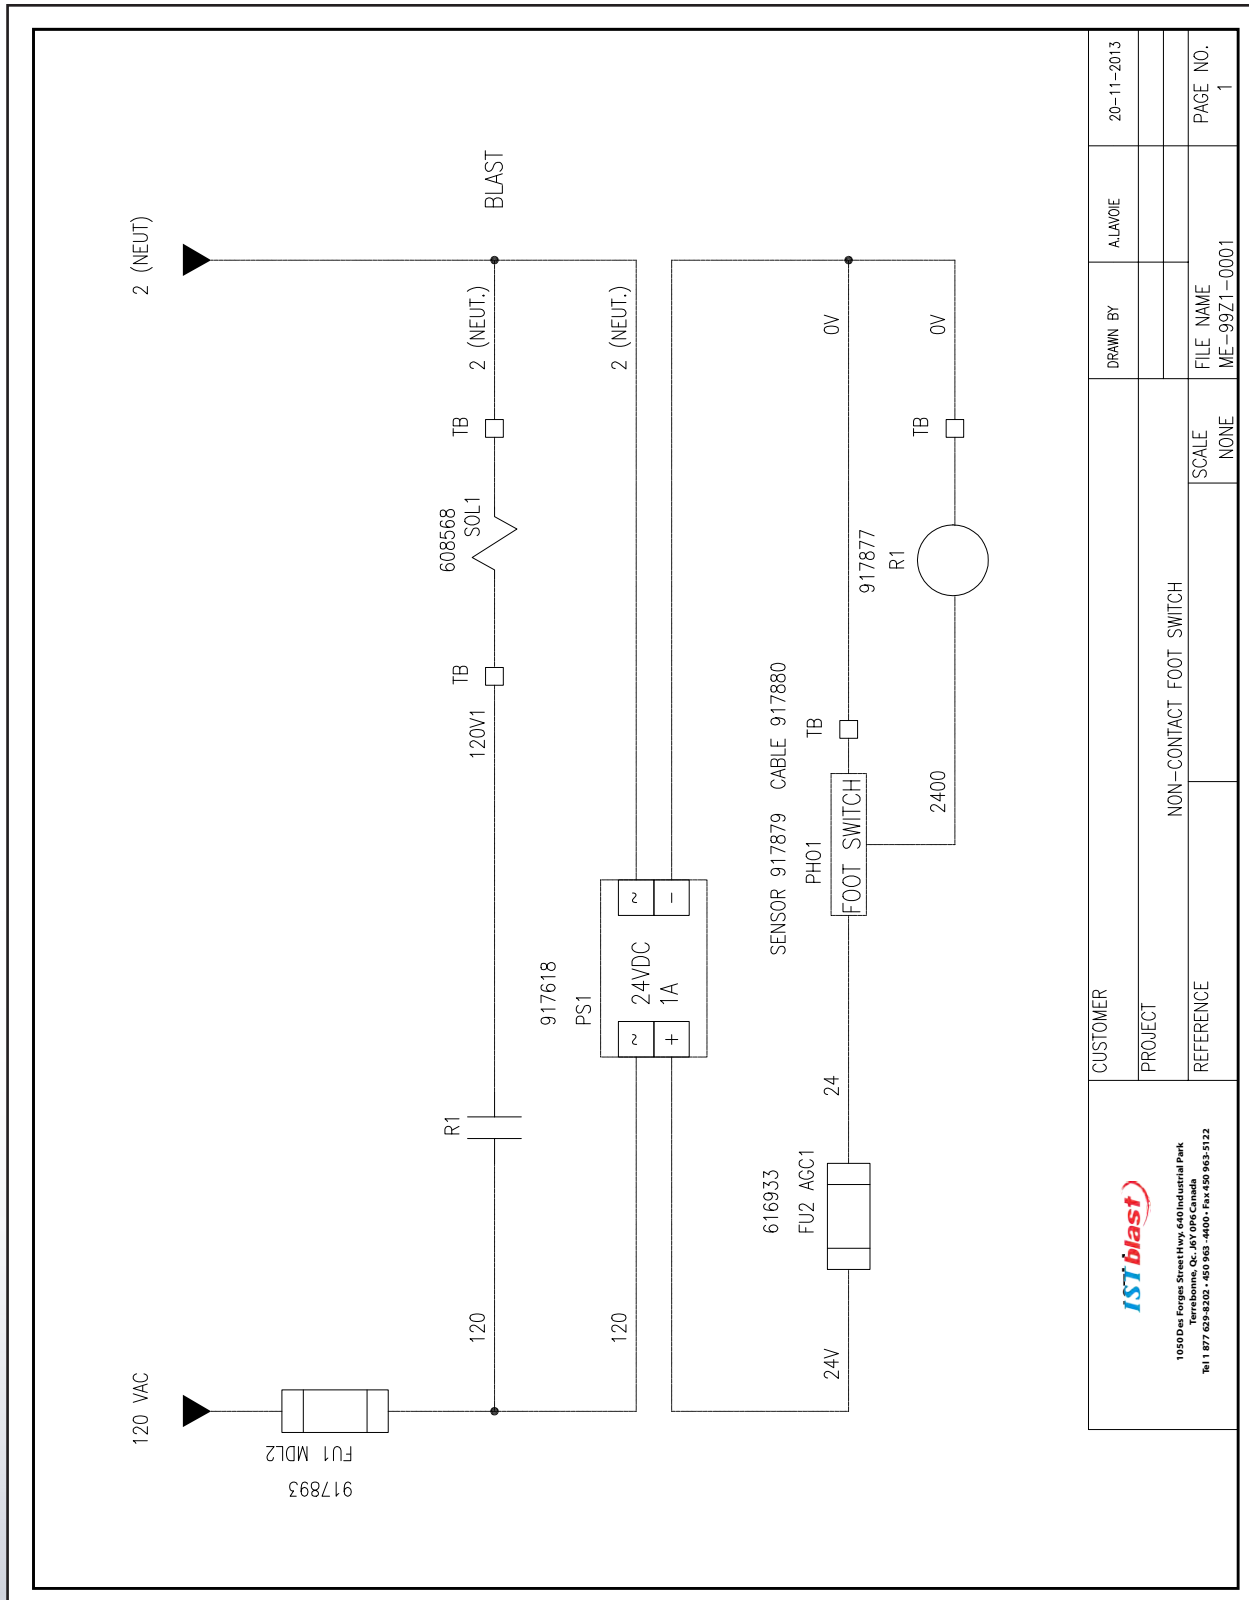 120 VAC
2 (NEUT)
917893
FU1 MDL2
120
R1
120V1
TB
608568
SOL1
TB
2 (NEUT.)
BLAST
120
917618
PS1
~
~
24VDC
1A
+
-
2 (NEUT.)
24V
616933
FU2 AGC1
24
SENSOR 917879 CABLE 917880
PH01
FOOT SWITCH
TB
0V
2400
917877
R1
TB
0V
IST blast
1050 Des Forges Street Hwy. 640 Industrial Park
Terrebonne, Qc. J6Y 0P6 Canada
Tel 1 877 629-8202 • 450 963 -4400 • Fax 450 963-5122
CUSTOMER
DRAWN BY
A.LAVOIE
20-11-2013
PROJECT
NON-CONTACT FOOT SWITCH
REFERENCE
SCALE
NONE
FILE NAME
ME-99Z1-0001
PAGE NO.
1